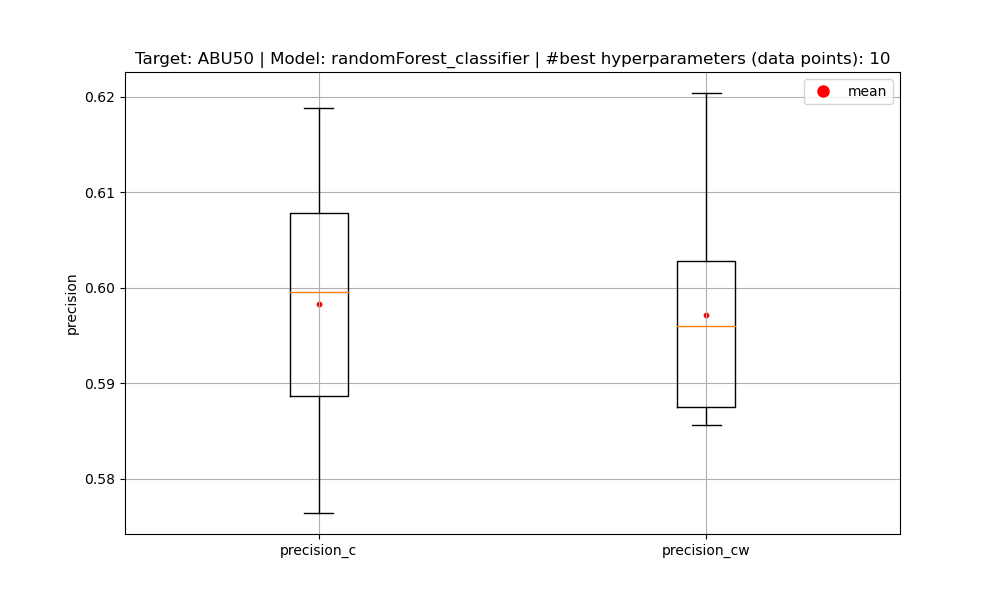 Target: ABU50 | Model: randomForest_classifier | #best hyperparameters (data points): 10
mean
0.62
0.61
0.60
0.59
0.58
precision
precision_c
precision_cw